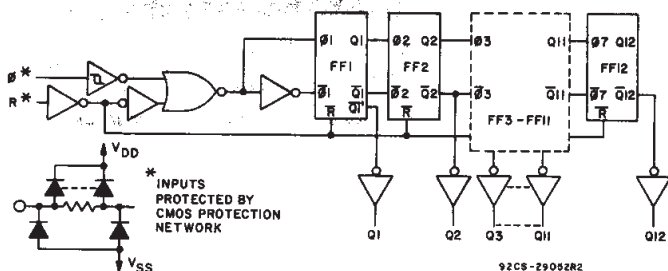 Ø1 Q1 Ø2 Q2 Ø3 Q11 Ø7 Q12
Ø*
R*
FF1 FF2 FF12
Ø̅1 Q̅1 Ø̅2 Q̅2 Ø̅3 Q̅11 Ø̅7 Q̅12
Q̅1'
R̅ R̅ R̅
FF3 - FF11
VDD
*
INPUTS
PROTECTED BY
CMOS PROTECTION
NETWORK
VSS
Q1 Q2 Q3 Q11 Q12
92CS-29052R2